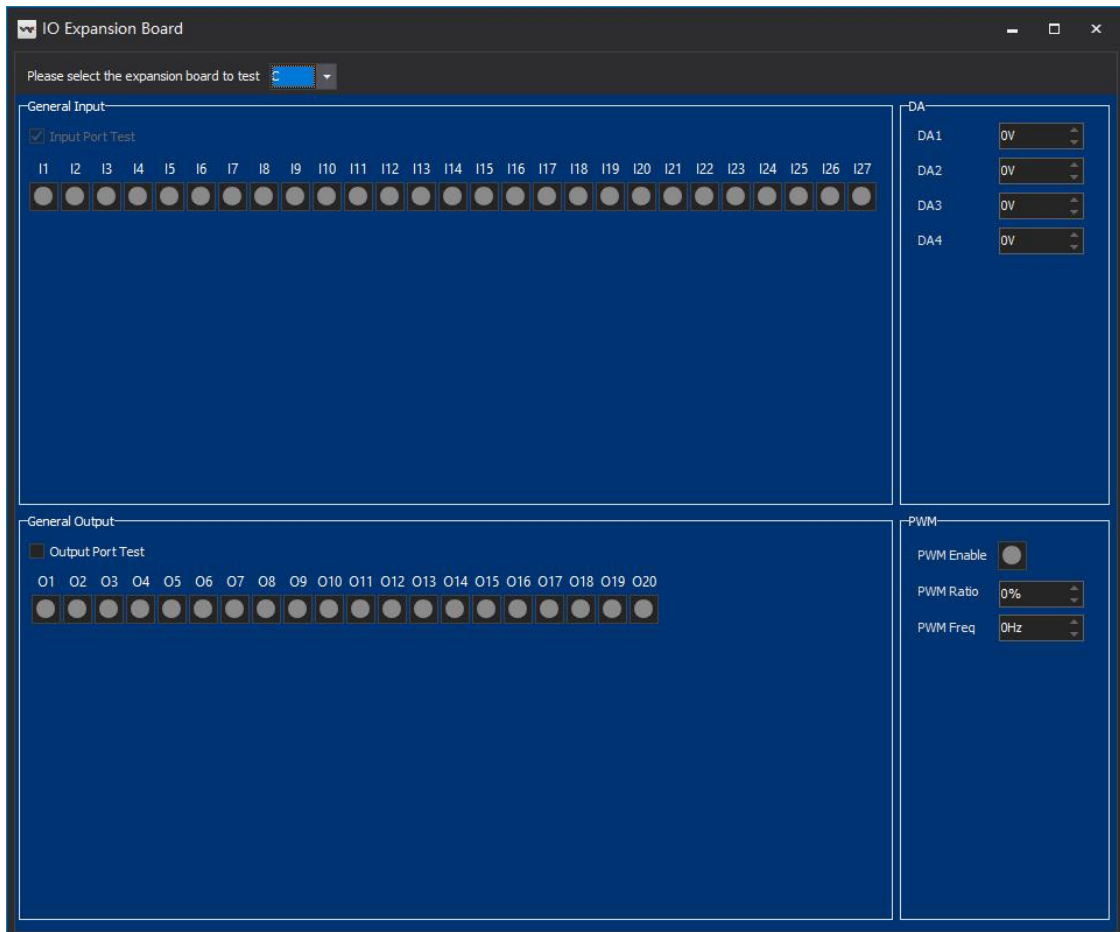 IO Expansion Board
Please select the expansion board to test C
General Input
Input Port Test
I1 I2 I3 I4 I5 I6 I7 I8 I9 I10 I11 I12 I13 I14 I15 I16 I17 I18 I19 I20 I21 I22 I23 I24 I25 I26 I27
DA
DA1 0V
DA2 0V
DA3 0V
DA4 0V
General Output
Output Port Test
O1 O2 O3 O4 O5 O6 O7 O8 O9 O10 O11 O12 O13 O14 O15 O16 O17 O18 O19 O20
PWM
PWM Enable
PWM Ratio 0%
PWM Freq 0Hz